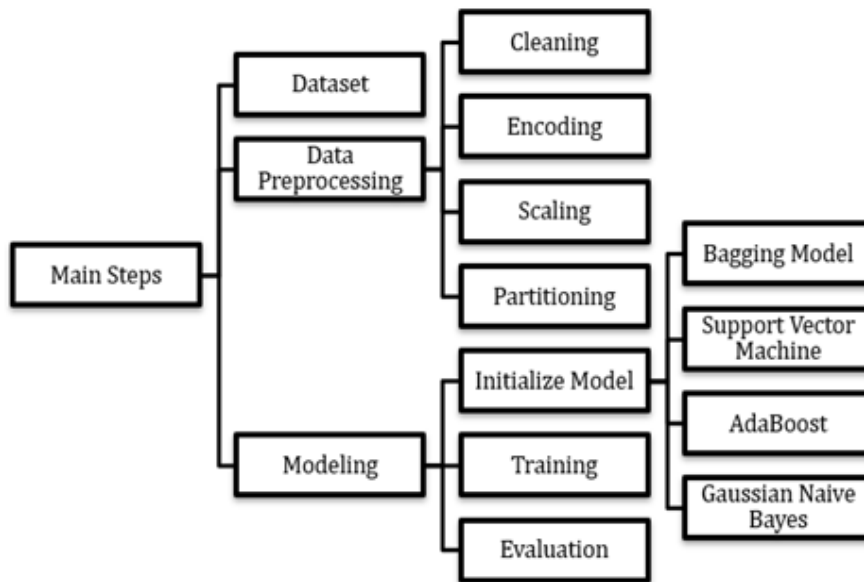 Main Steps
Dataset
Data
Preprocessing
Cleaning
Encoding
Scaling
Partitioning
Modeling
Initialize Model
Bagging Model
Support Vector
Machine
AdaBoost
Gaussian Naive
Bayes
Training
Evaluation